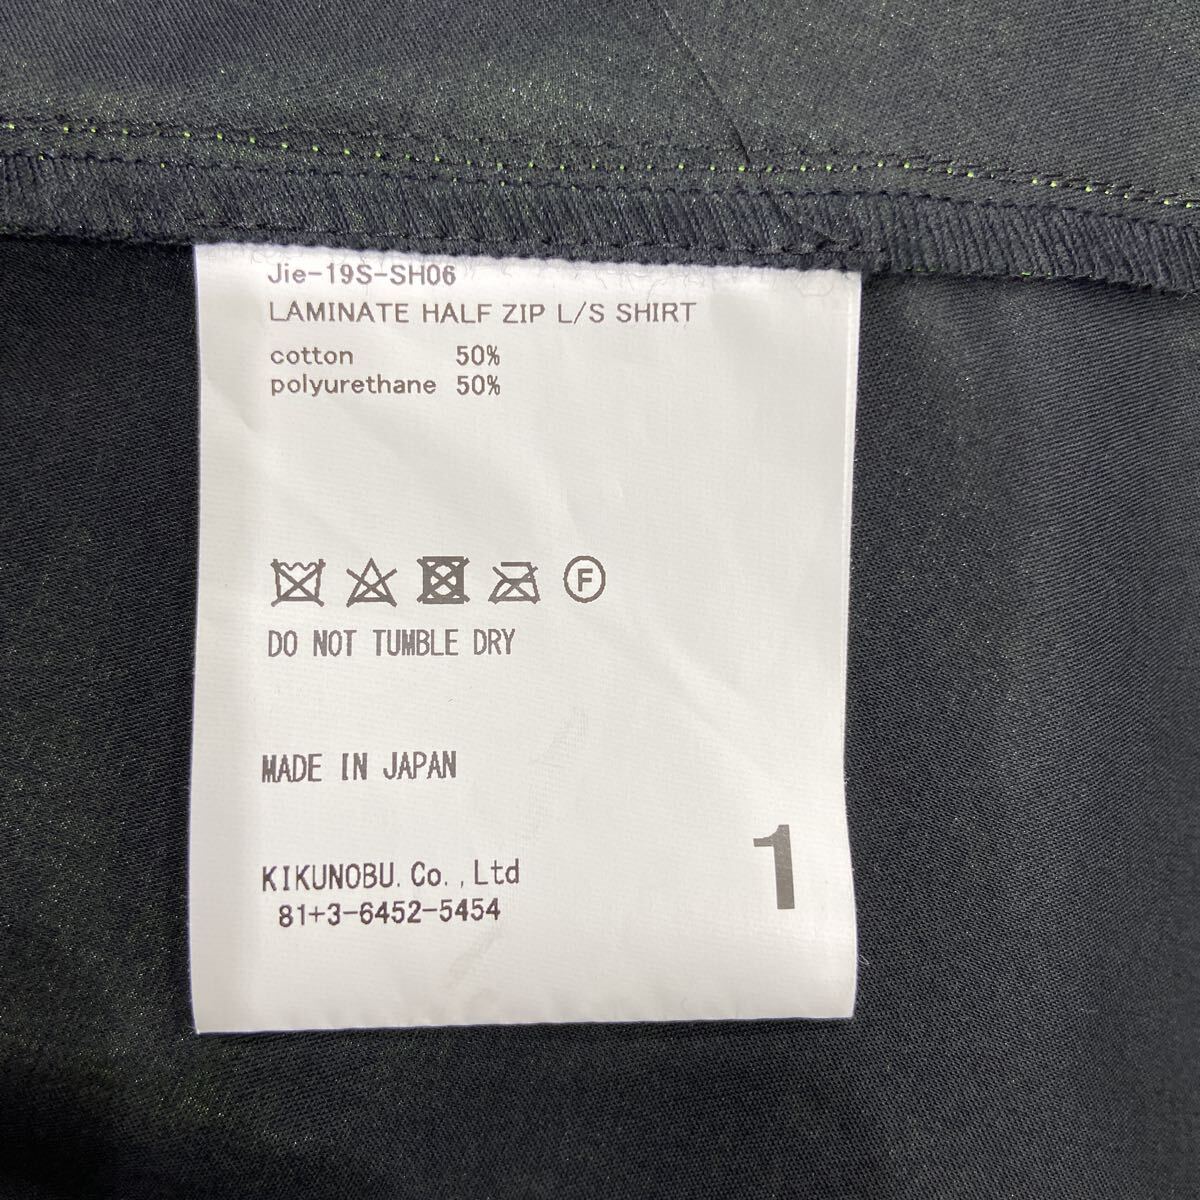 Jie-19S-SH06
LAMINATE HALF ZIP L/S SHIRT
cotton 50%
polyurethane 50%
F
DO NOT TUMBLE DRY
MADE IN JAPAN
KIKUNOBU.Co.,Ltd
81+3-6452-5454
1